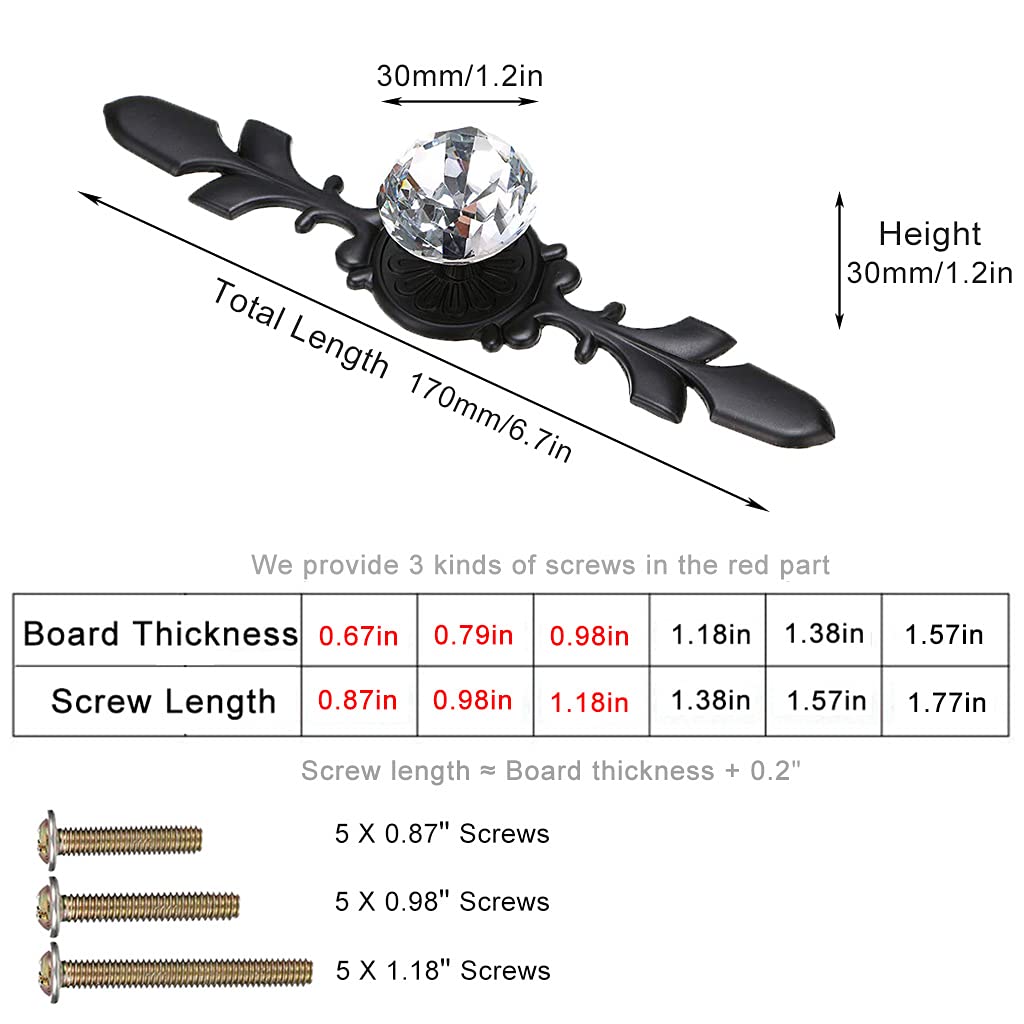 30mm/1.2in
Height
30mm/1.2in
Total Length 170mm/6.7in
We provide 3 kinds of screws in the red part
Board Thickness 0.67in 0.79in 0.98in 1.18in 1.38in 1.57in
Screw Length 0.87in 0.98in 1.18in 1.38in 1.57in 1.77in
Screw length ≈ Board thickness + 0.2"
5 X 0.87" Screws
5 X 0.98" Screws
5 X 1.18" Screws